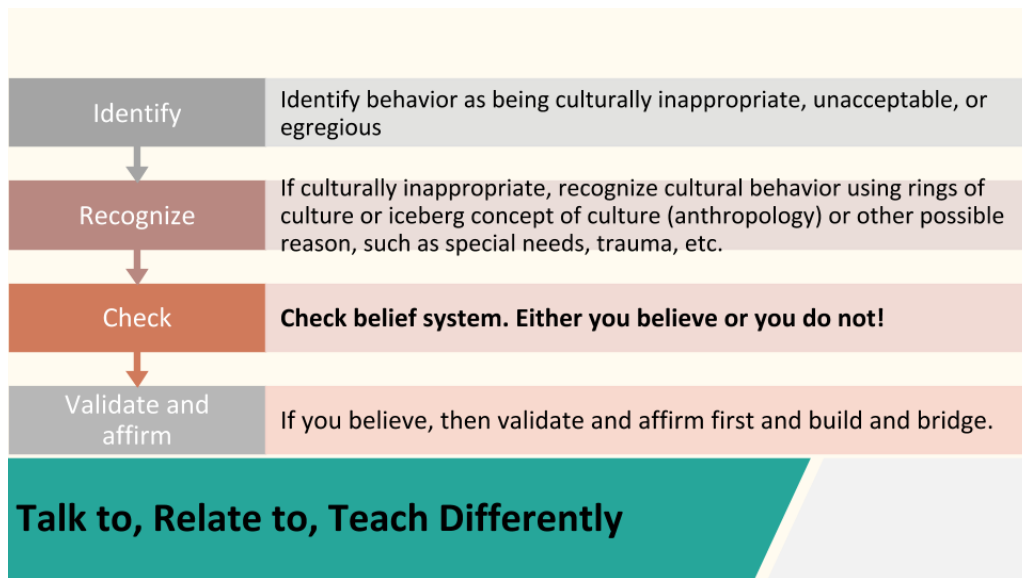 Identify
Identify behavior as being culturally inappropriate, unacceptable, or
egregious
Recognize
If culturally inappropriate, recognize cultural behavior using rings of
culture or iceberg concept of culture (anthropology) or other possible
reason, such as special needs, trauma, etc.
Check
Check belief system. Either you believe or you do not!
Validate and
affirm
If you believe, then validate and affirm first and build and bridge.
Talk to, Relate to, Teach Differently